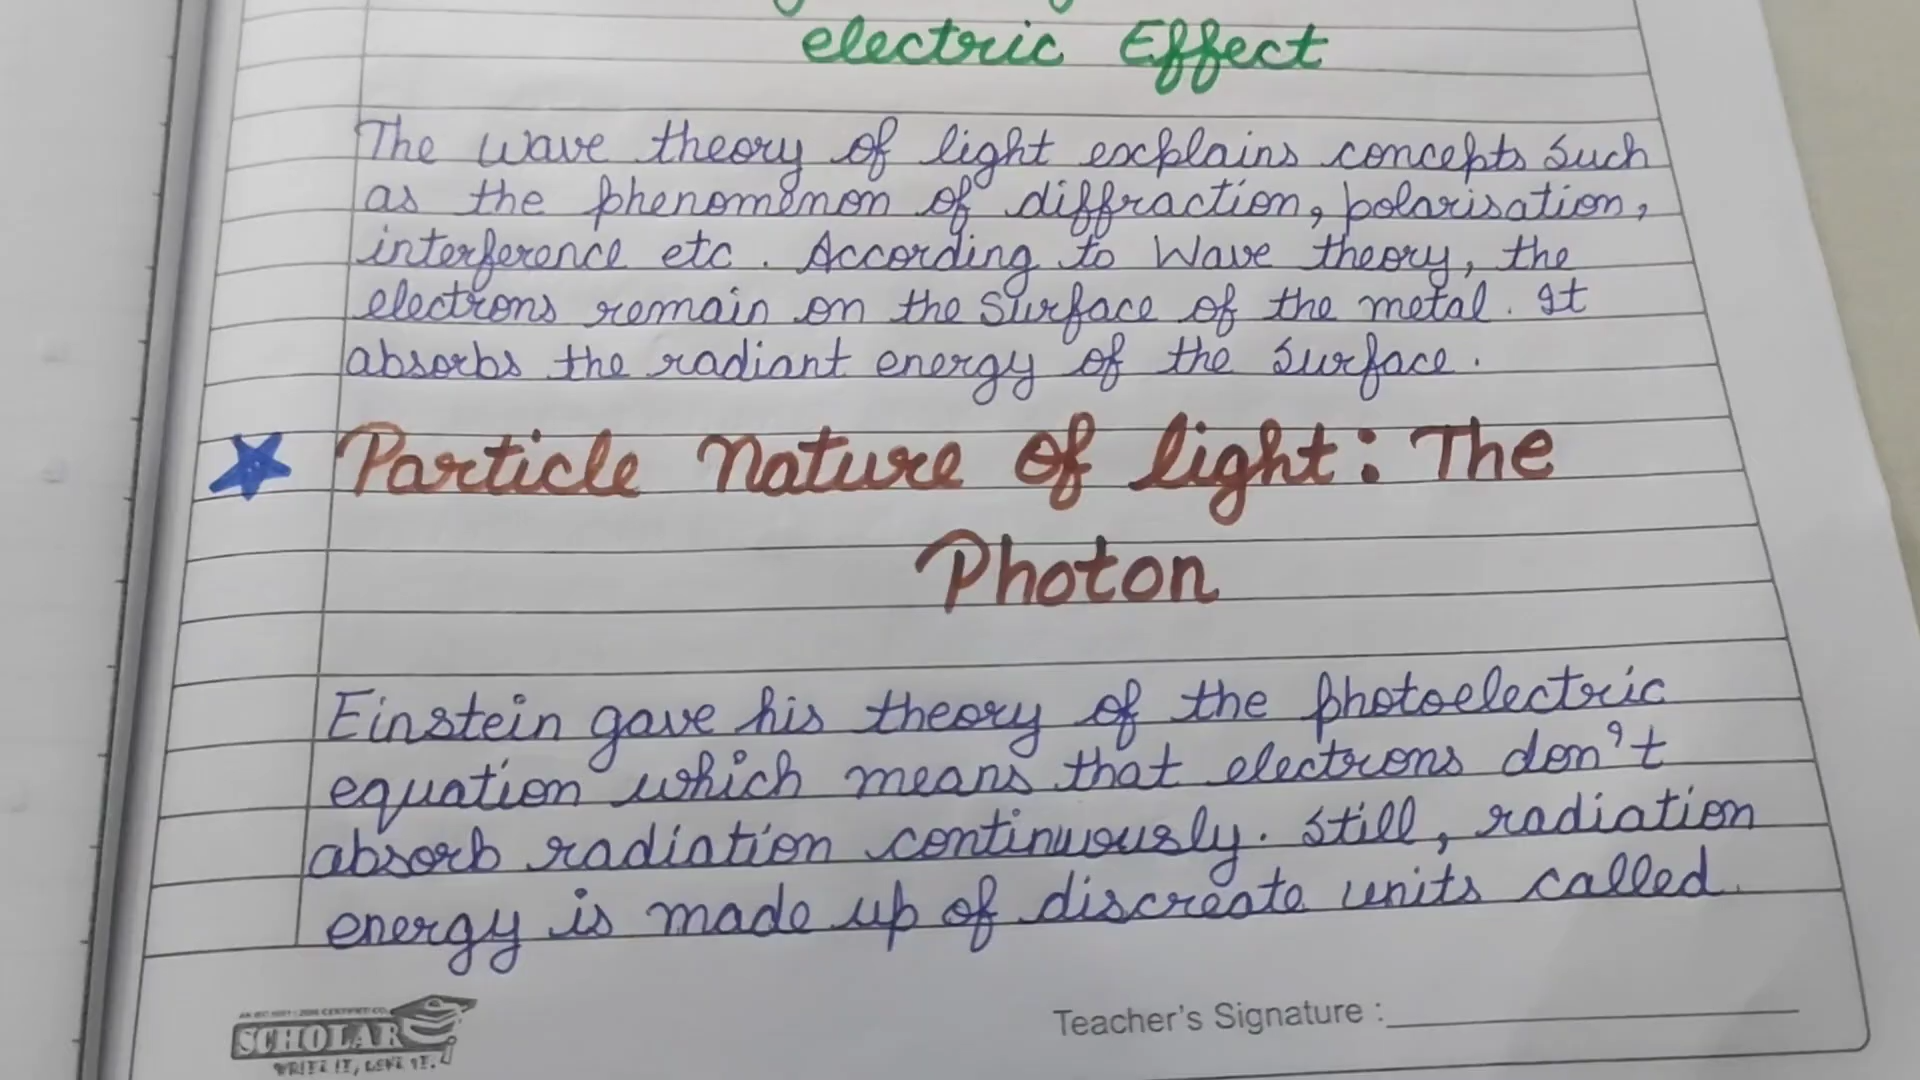 electric Effect
The wave theory of light explains concepts such
as the phenomenon of diffraction, polarisation,
interference etc. According to Wave theory, the
electrons remain on the surface of the metal. It
absorbs the radiant energy of the surface.
Particle Nature of light: The
Photon
Einstein gave his theory of the photoelectric
equation which means that electrons don't
absorb radiation continuously. Still, radiation
energy is made up of discreate units called
SCHOLAR
WRITE IT, LOVE IT.
Teacher's Signature :